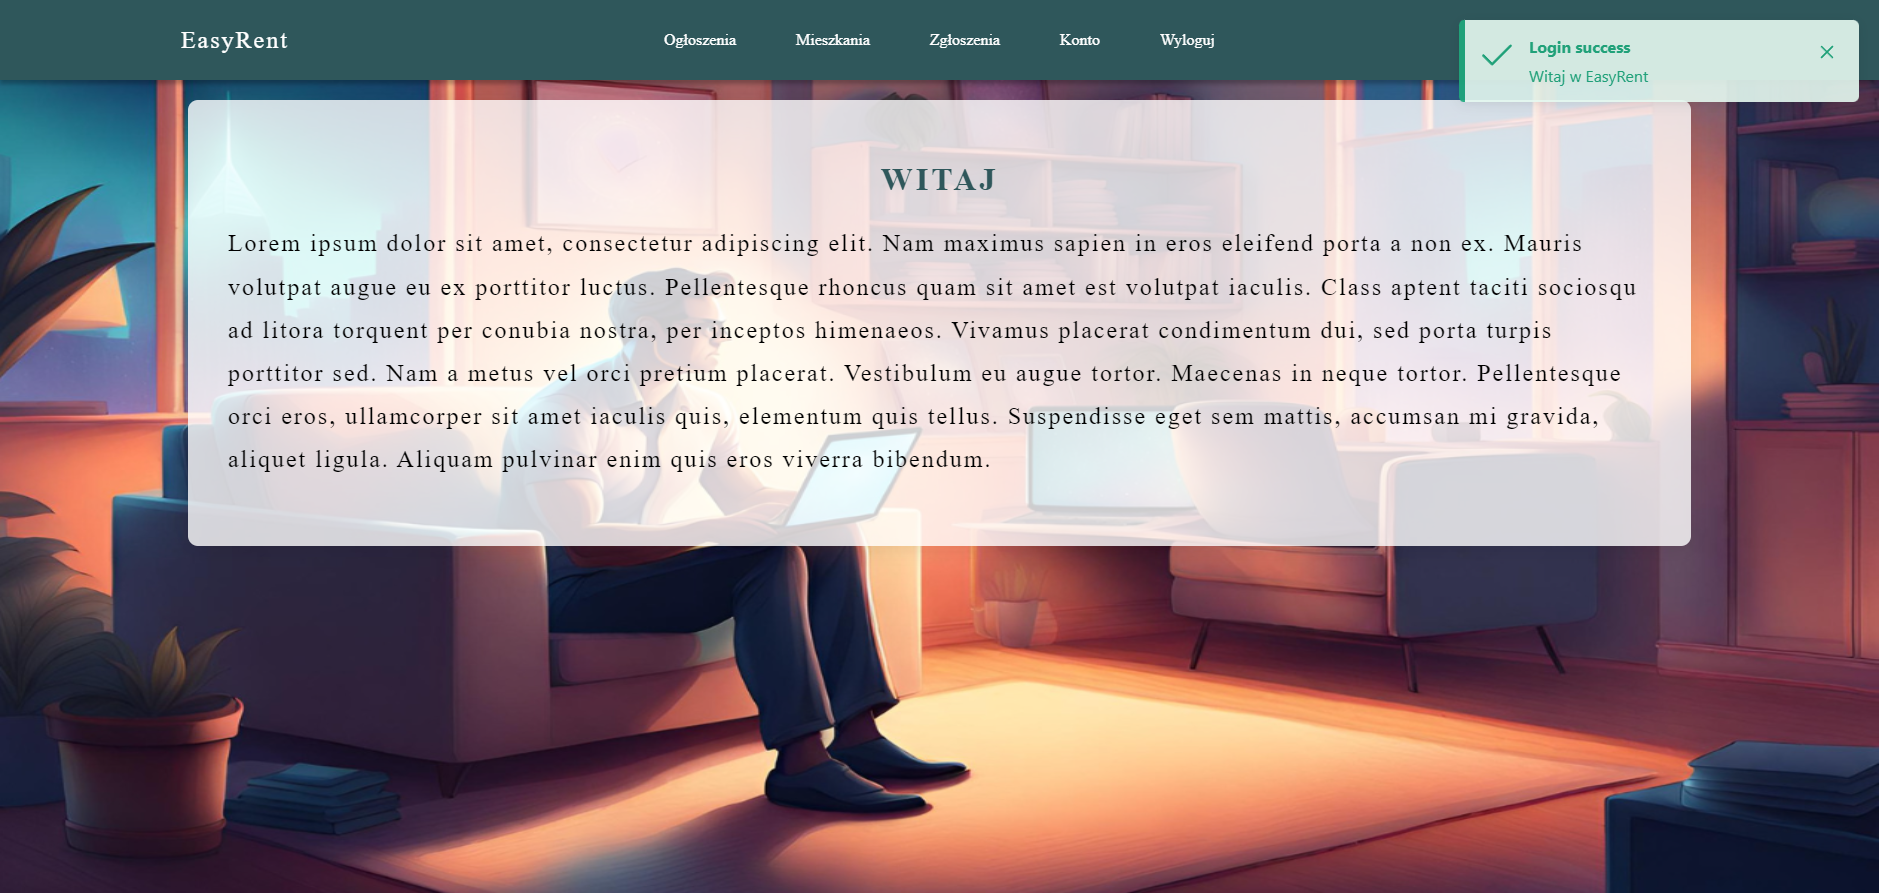 EasyRent
Ogłoszenia
Mieszkania
Zgłoszenia
Konto
Wyloguj
Login success
Witaj w EasyRent
WITAJ
Lorem ipsum dolor sit amet, consectetur adipiscing elit. Nam maximus sapien in eros eleifend porta a non ex. Mauris
volutpat augue eu ex porttitor luctus. Pellentesque rhoncus quam sit amet est volutpat iaculis. Class aptent taciti sociosqu
ad litora torquent per conubia nostra, per inceptos himenaeos. Vivamus placerat condimentum dui, sed porta turpis
porttitor sed. Nam a metus vel orci pretium placerat. Vestibulum eu augue tortor. Maecenas in neque tortor. Pellentesque
orci eros, ullamcorper sit amet iaculis quis, elementum quis tellus. Suspendisse eget sem mattis, accumsan mi gravida,
aliquet ligula. Aliquam pulvinar enim quis eros viverra bibendum.